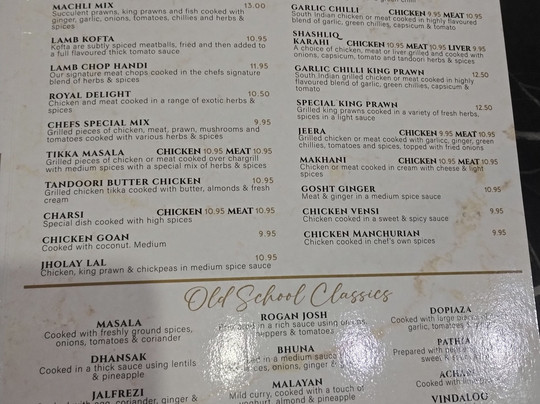 MACHLI MIX 13.00
Succulent prawns, king prawns and fish cooked with
ginger, garlic, onions, tomatoes, chillies and herbs &
spices
LAMB KOFTA 10.95
Kofta are subtly spiced meatballs, fried and then added to
a full flavoured thick tomato sauce
LAMB CHOP HANDI 11.95
Our signature meat chops cooked in the chefs signature
blend of herbs & spices
ROYAL DELIGHT 10.50
Chicken and meat cooked in a range of exotic herbs &
spices
CHEFS SPECIAL MIX 9.95
Grilled pieces of chicken, meat, prawn, mushrooms and
tomatoes cooked with various herbs & spices
TIKKA MASALA CHICKEN 10.95 MEAT 10.95
Grilled pieces of chicken or meat cooked over chargrill
with medium spices with a special mix of herbs & spices
TANDOORI BUTTER CHICKEN 10.95
Grilled chicken tikka cooked with butter, almonds & fresh
cream
CHARSI CHICKEN 10.95 MEAT 10.95
Special dish cooked with high spices
CHICKEN GOAN 9.95
Cooked with coconut. Medium
JHOLAY LAL 10.95
Chicken, king prawn & chickpeas in medium spice sauce
GARLIC CHILLI CHICKEN 9.95 MEAT 10.95
South Indian chicken or meat cooked in highly flavoured
blend of garlic, green chillies, capsicum & tomato
SHASHLIQ
KARAHI CHICKEN 10.95 MEAT 10.95 LIVER 9.95
A choice of chicken, meat or liver grilled and cooked with
onions, capsicum, tomato and tandoori herbs & spices
GARLIC CHILLI KING PRAWN 12.50
South Indian grilled chicken or meat cooked in highly
flavoured blend of garlic, green chillies, capsicum &
tomato
SPECIAL KING PRAWN 12.50
Grilled king prawns cooked in a variety of fresh herbs,
spices in a light sauce
JEERA CHICKEN 9.95 MEAT 10.95
Grilled chicken or meat cooked with garlicc, ginger, green
chillies, tomatoes and spices, topped with fried onions
MAKHANI CHICKEN 9.95 MEAT 10.95
Chicken or meat cooked in cream with cheese & light
spices
GOSHT GINGER 10.95
Meat & ginger in a medium spice sauce
CHICKEN VENSI 9.95
Chicken cooked in a sweet & spicy sauce
CHICKEN MANCHURIAN 9.95
Chicken cooked in chef's own spices
Old School Classics
MASALA
Cooked with freshly ground spices,
onions, tomatoes & coriander
DHANSAK
Cooked in a thick sauce using lentils
& pineapple
JALFREZI
ginger &
ROGAN JOSH
in a rich sauce using onions,
peppers & tomatoes
BHUNA
in a medium sauce
onions, ginger &
MALAYAN
Mild curry, cooked with a touch of
yoghurt, almond & pineapple
DOPIAZA
Cooked with large
garlic, tomatoes
PATHIA
Prepared with
sweet,
Cooked with
VINDALOO